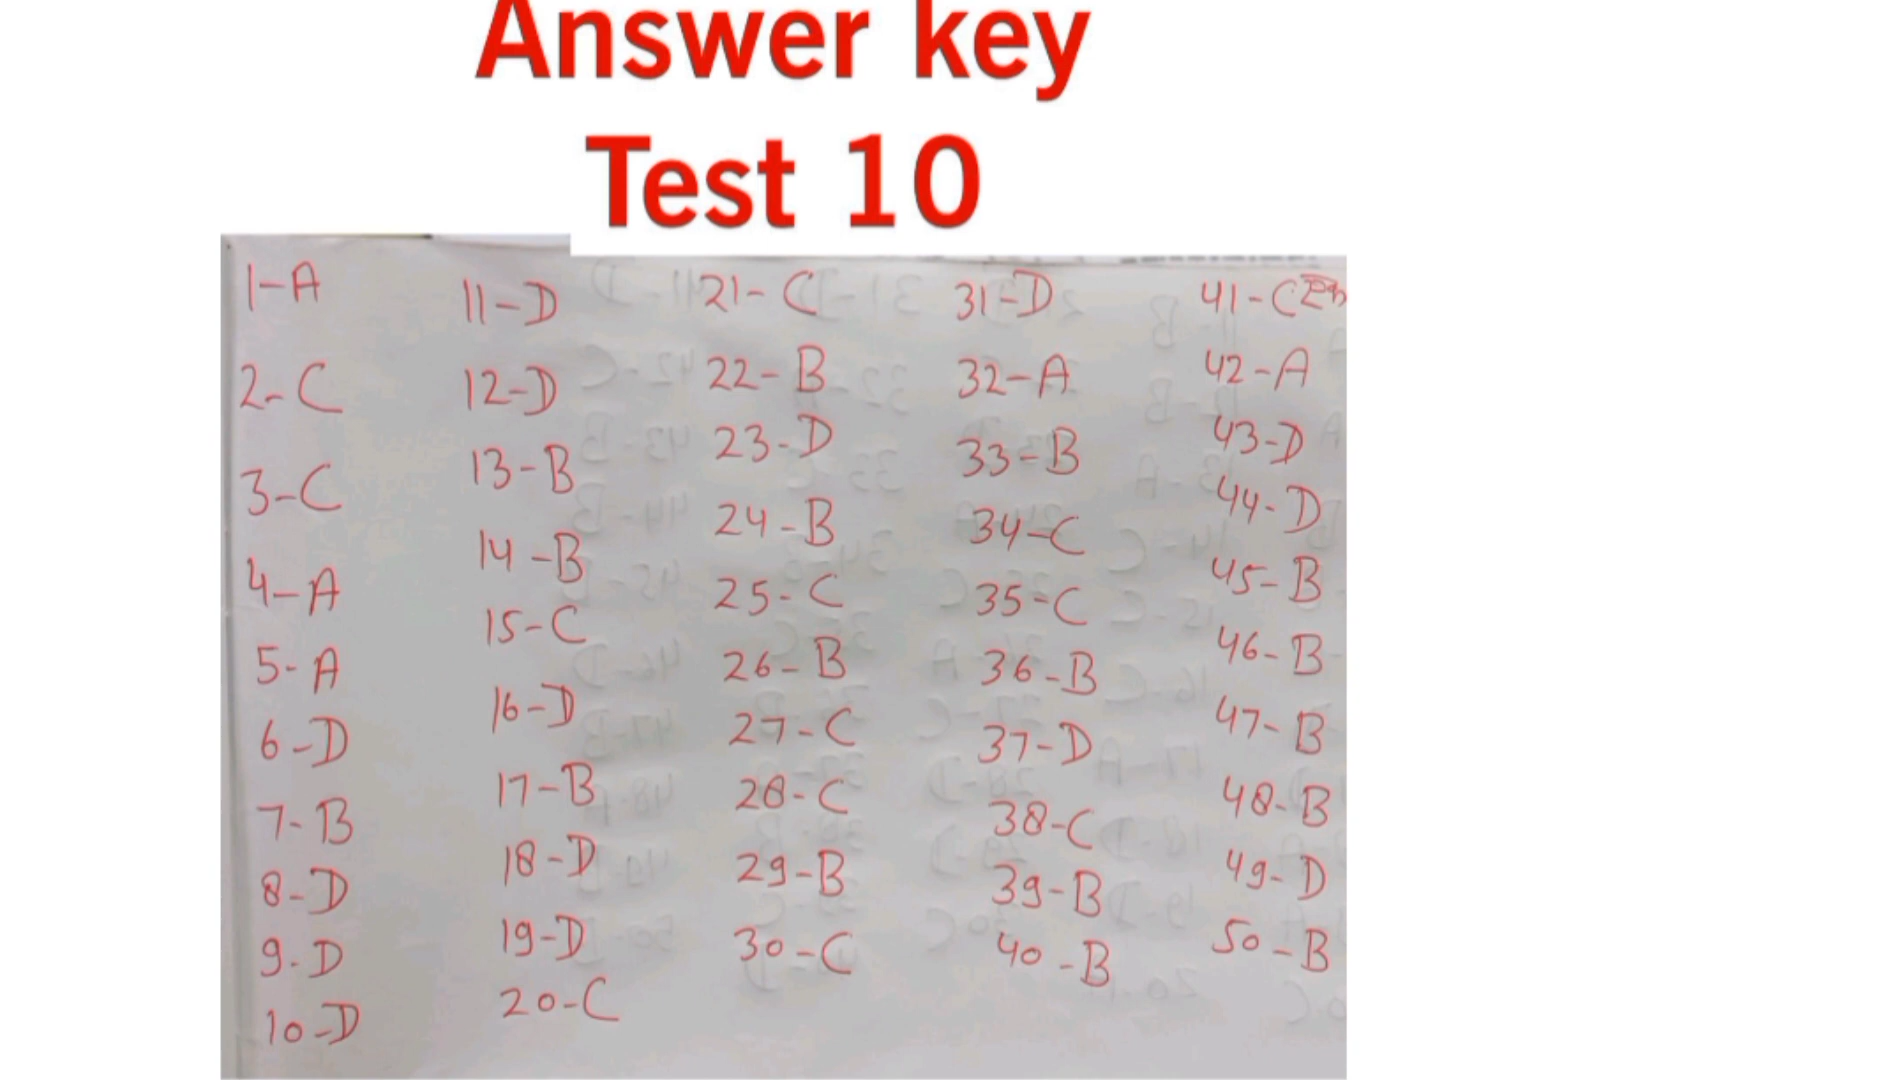 Answer key
Test 10
1-A
2-C
3-C
4-A
5-A
6-D
7-B
8-D
9-D
10-D
11-D
12-D
13-B
14-B
15-C
16-D
17-B
18-D
19-D
20-C
21-C
22-B
23-D
24-B
25-C
26-B
27-C
28-C
29-B
30-C
31-D
32-A
33-B
34-C
35-C
36-B
37-D
38-C
39-B
40-B
41-C
42-A
43-D
44-D
45-B
46-B
47-B
48-B
49-D
50-B